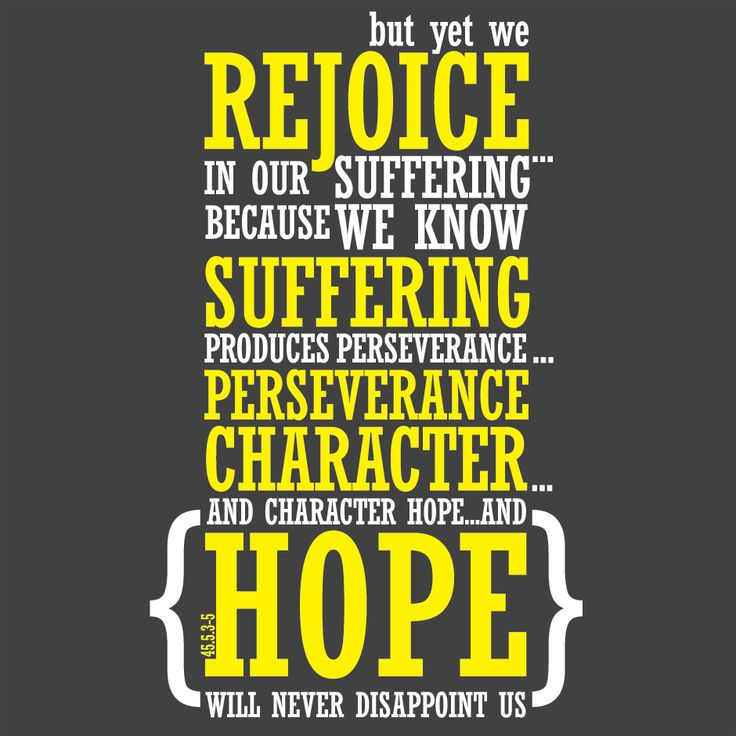 but yet we
REJOICE
IN OUR SUFFERING...
BECAUSE WE KNOW
SUFFERING
PRODUCES PERSEVERANCE...
PERSEVERANCE
CHARACTER...
AND CHARACTER HOPE...AND
HOPE
45.5.3-5
WILL NEVER DISAPPOINT US